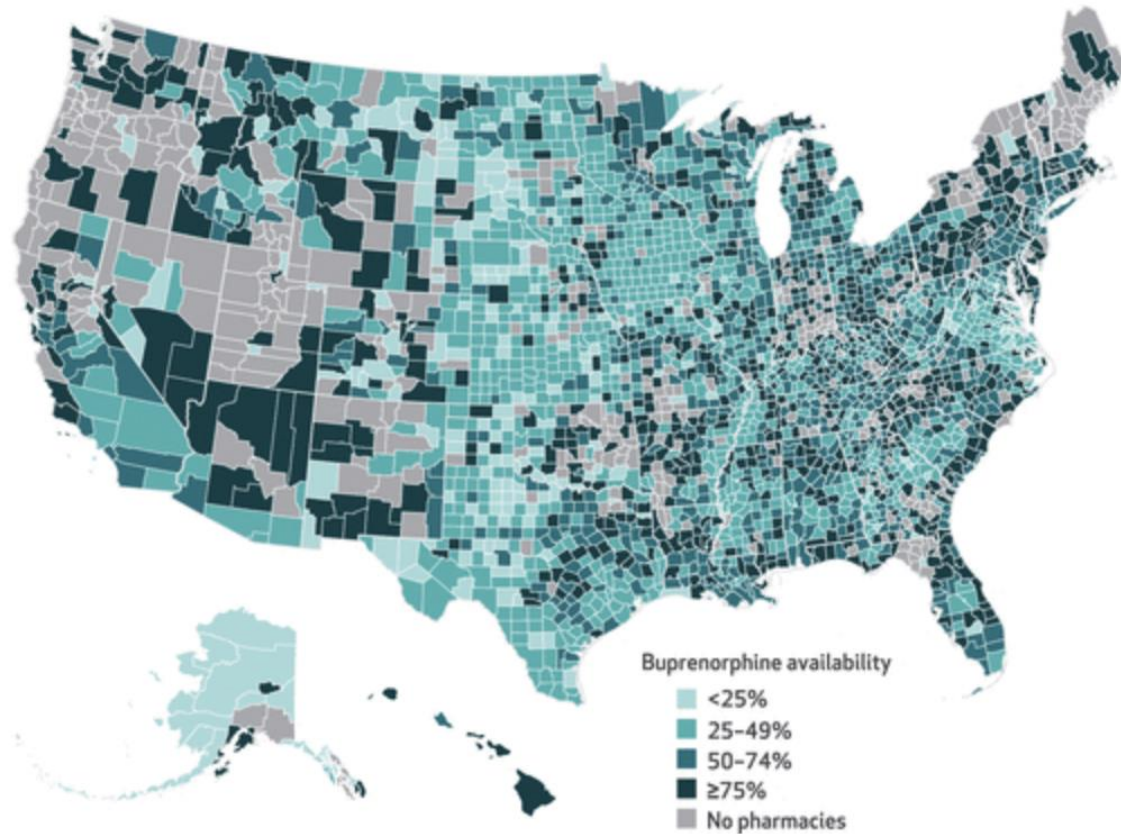 Buprenorphine availability
<25%
25–49%
50–74%
≥75%
No pharmacies